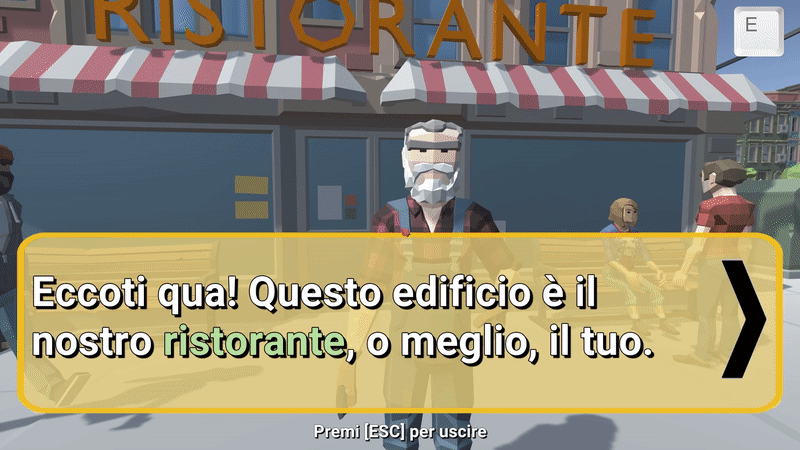 RISTORANTE
E
Eccoti qua! Questo edificio è il
nostro ristorante, o meglio, il tuo.
Premi [ESC] per uscire